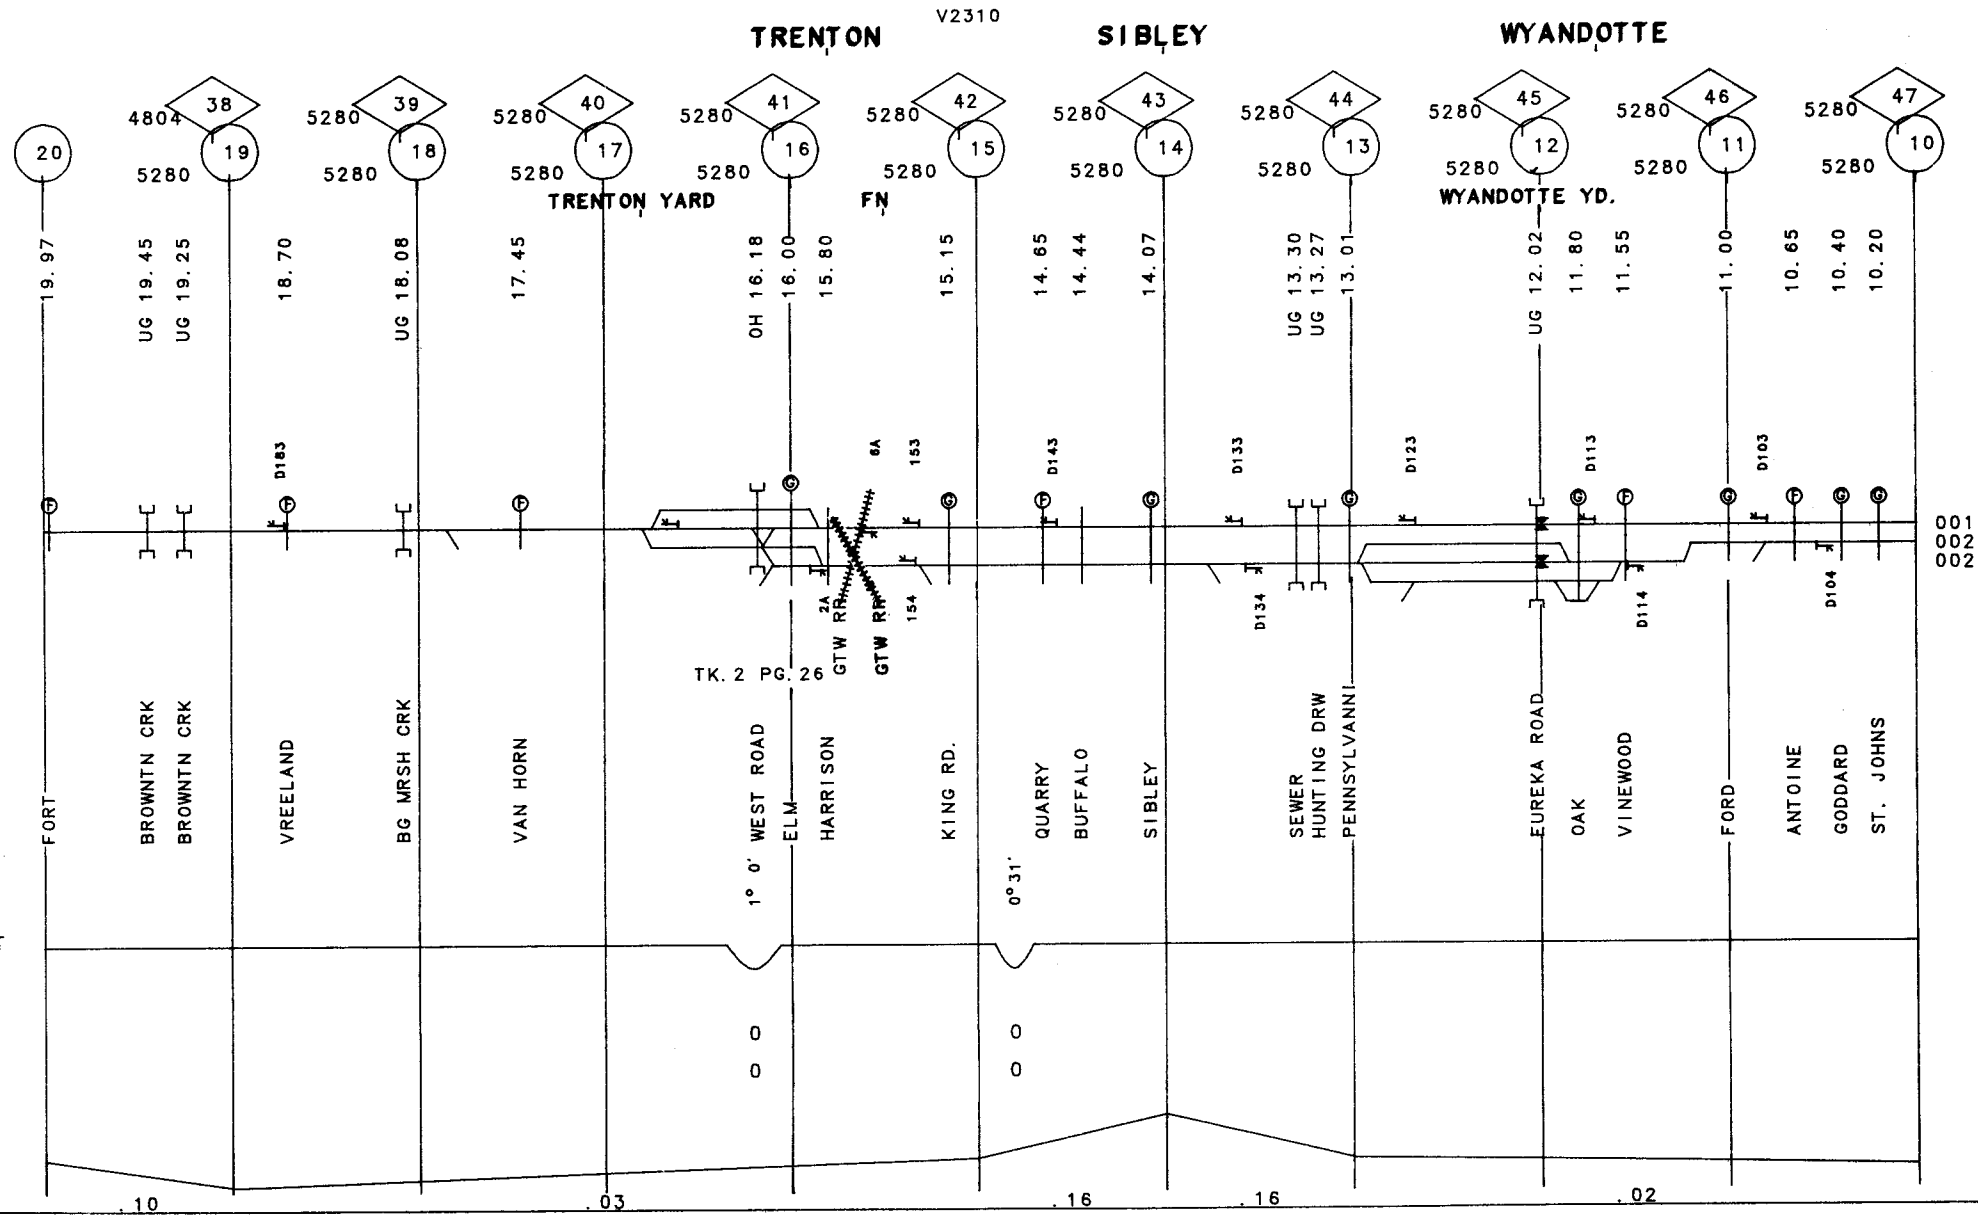 V2310
TRENTON SIBLEY WYANDOTTE
38 39 40 41 42 43 44 45 46 47
4804 5280 5280 5280 5280 5280 5280 5280 5280 5280
20 19 18 17 16 15 14 13 12 11 10
5280 5280 5280 5280 5280 5280 5280 5280 5280 5280
TRENTON YARD FN WYANDOTTE YD.
19.97
UG 19.45
UG 19.25
18.70
UG 18.08
17.45
OH 16.18
16.00
15.80
15.15
14.65
14.44
14.07
UG 13.30
UG 13.27
13.01
UG 12.02
11.80
11.55
11.00
10.65
10.40
10.20
D183 6A 153 D143 D133 D123 D113 D103
F F F G G F G G G F G F G G
001
002
002
2A GTW RR GTW RR 154 D134 D114 D104
TK.2 PG.26
FORT
BROWNTN CRK
BROWNTN CRK
VREELAND
BG MRSH CRK
VAN HORN
WEST ROAD
ELM
HARRISON
KING RD.
QUARRY
BUFFALO
SIBLEY
SEWER
HUNTING DRW
PENNSYLVANNI
EUREKA ROAD
OAK
VINEWOOD
FORD
ANTOINE
GODDARD
ST. JOHNS
1° 0' 0°31'
0 0
0 0
.10 .03 .16 .16 .02